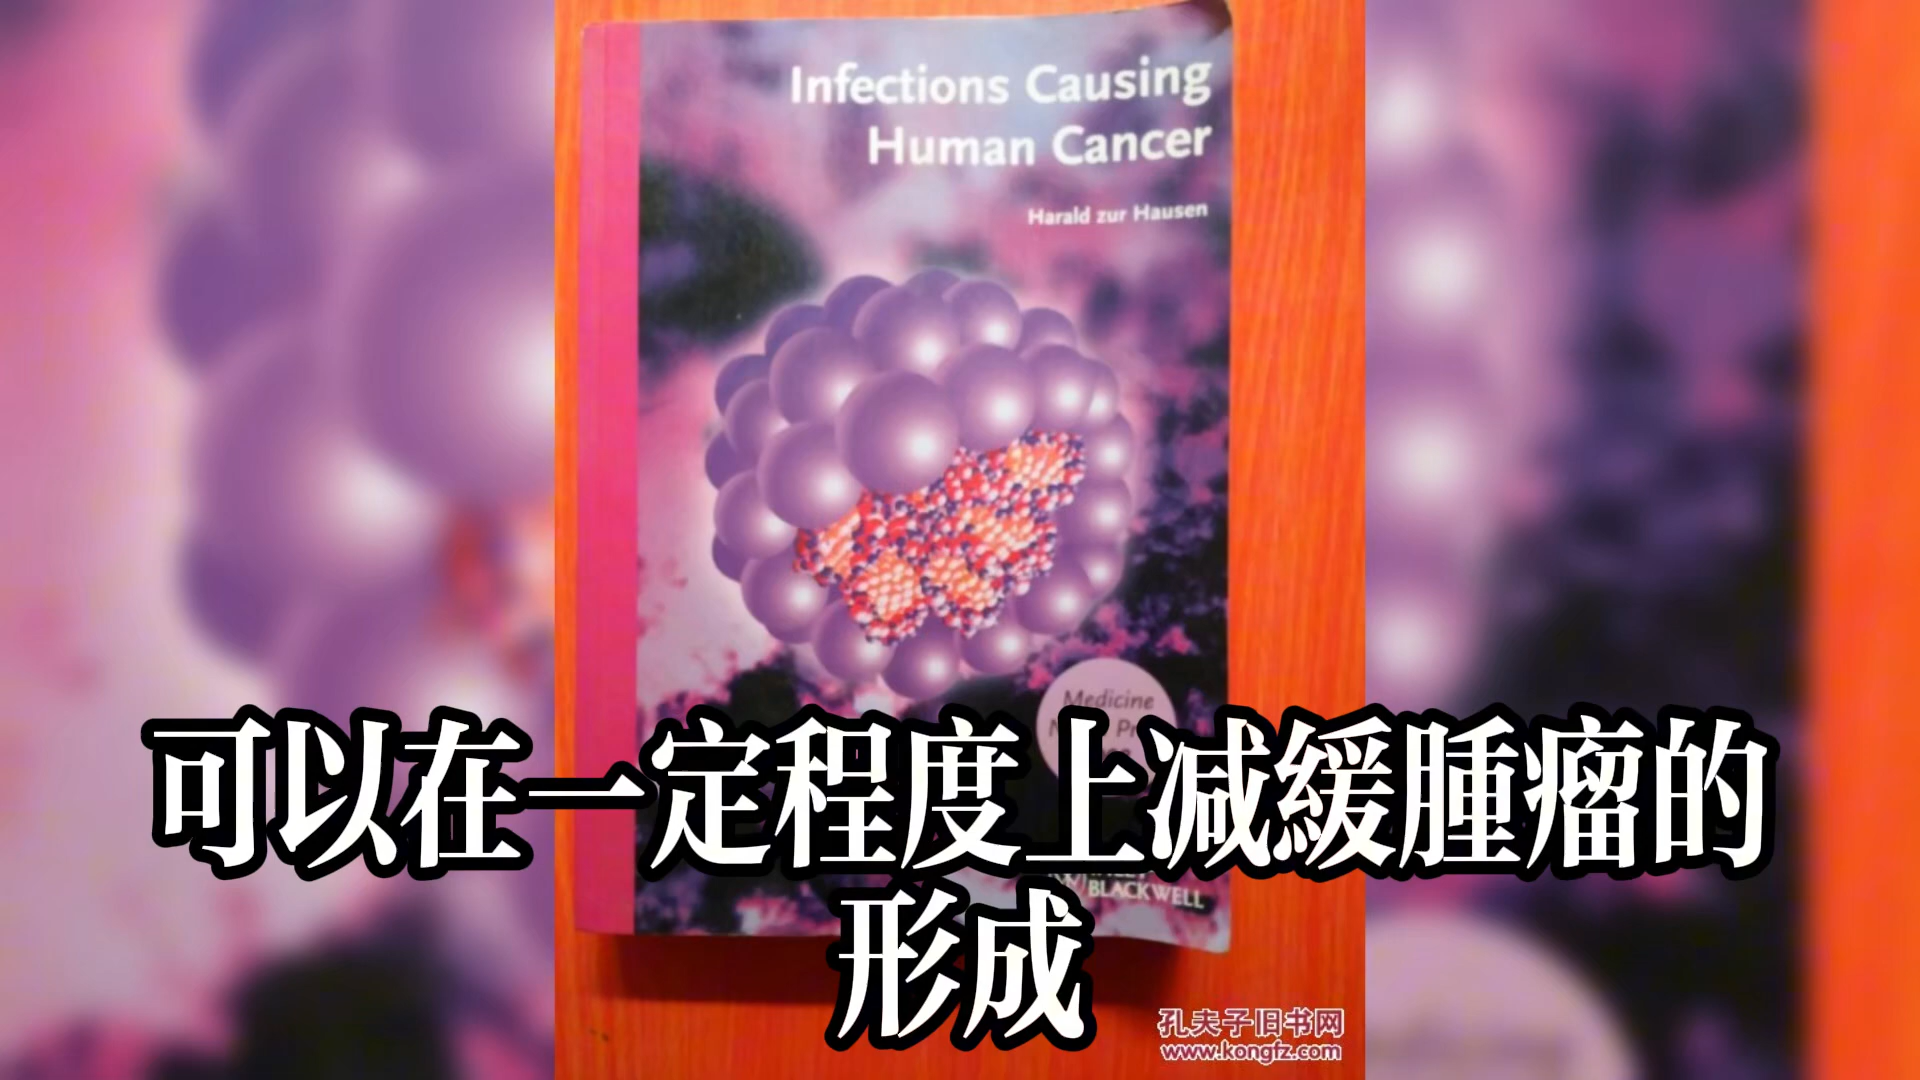 Infections Causing
Human Cancer
Harald zur Hausen
Medicine
可以在一定程度上減緩腫瘤的
形成
BLACKWELL
孔夫子旧书网
www.kongfz.com